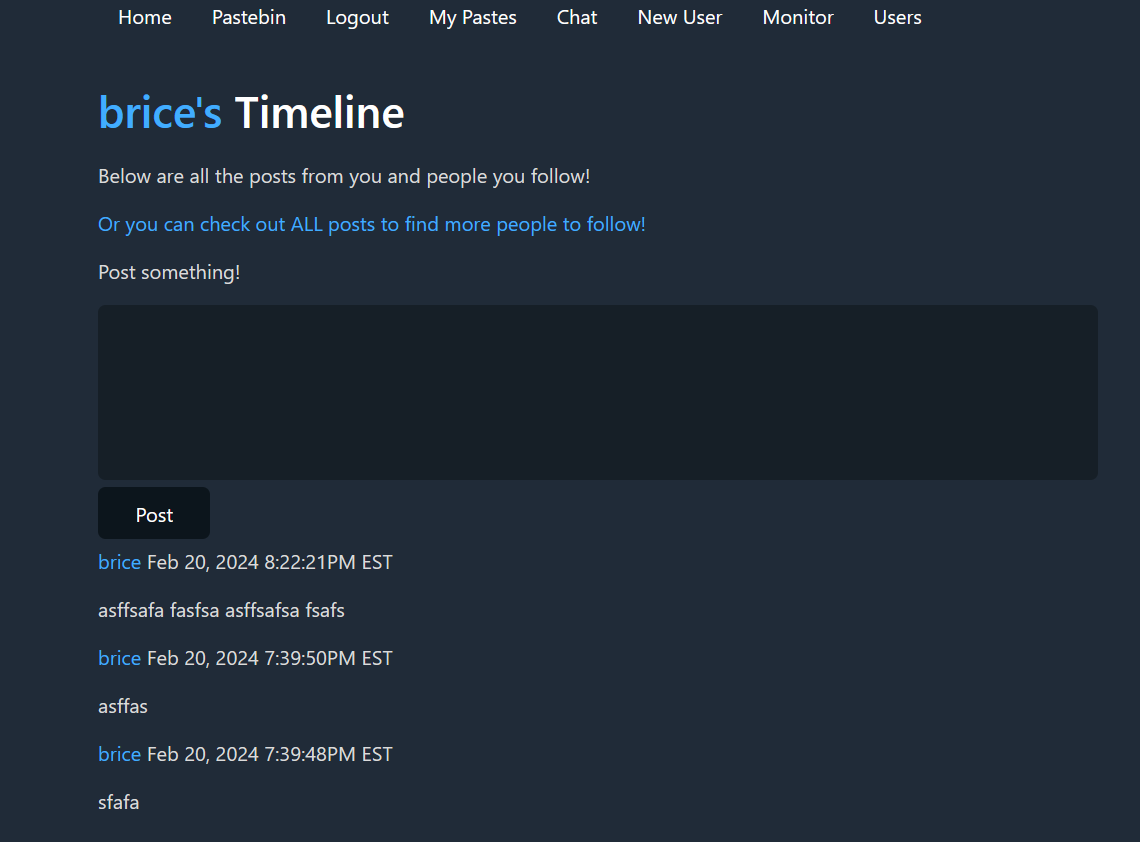 Home Pastebin Logout My Pastes Chat New User Monitor Users
brice's Timeline
Below are all the posts from you and people you follow!
Or you can check out ALL posts to find more people to follow!
Post something!
Post
brice Feb 20, 2024 8:22:21PM EST
asffsafa fasfsa asffsafsa fsafs
brice Feb 20, 2024 7:39:50PM EST
asffas
brice Feb 20, 2024 7:39:48PM EST
sfafa